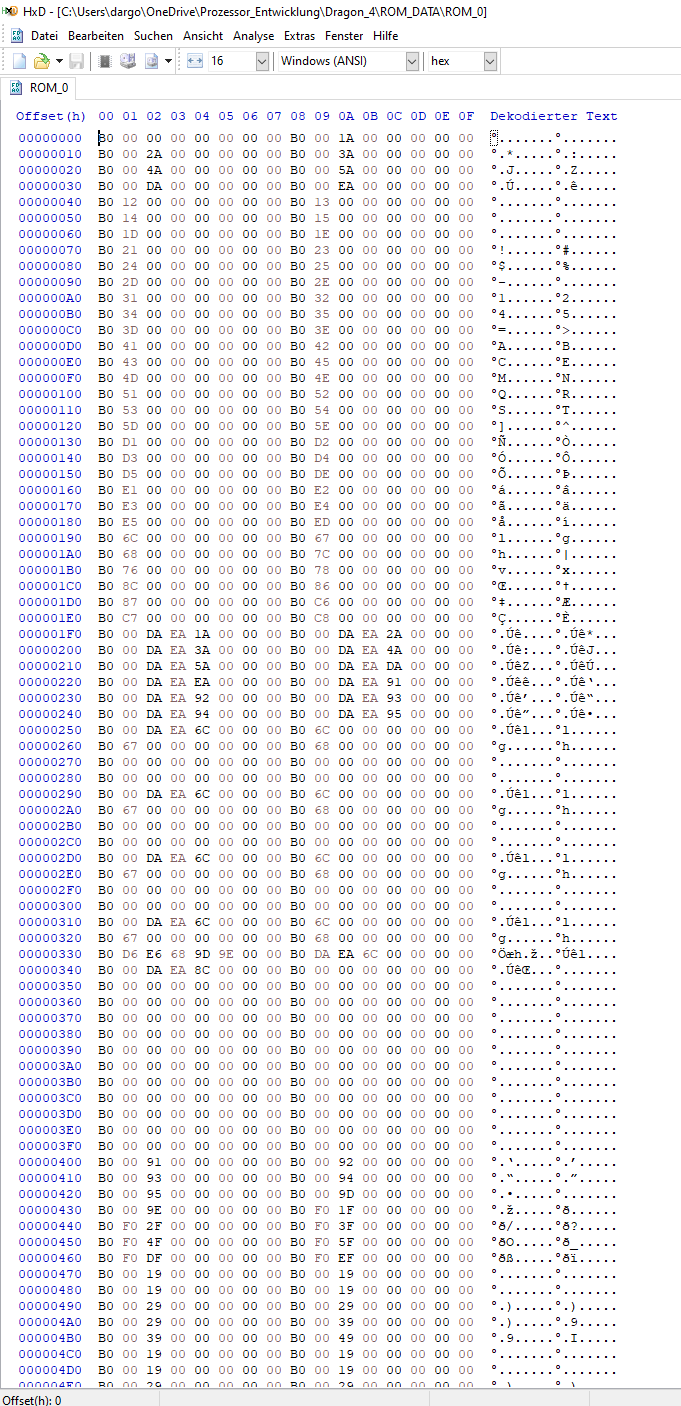 HxD - [C:\Users\dargo\OneDrive\Prozessor_Entwicklung\Dragon_4\ROM_DATA\ROM_0]
Datei Bearbeiten Suchen Ansicht Analyse Extras Fenster Hilfe
16 Windows (ANSI) hex
ROM_0
Offset(h) 00 01 02 03 04 05 06 07 08 09 0A 0B 0C 0D 0E 0F Dekodierter Text
00000000 B0 00 00 00 00 00 00 00 B0 00 1A 00 00 00 00 00 °.......°.......
00000010 B0 00 2A 00 00 00 00 00 B0 00 3A 00 00 00 00 00 °.*.....°.:.....
00000020 B0 00 4A 00 00 00 00 00 B0 00 5A 00 00 00 00 00 °.J.....°.Z.....
00000030 B0 00 DA 00 00 00 00 00 B0 00 EA 00 00 00 00 00 °.Ú.....°.ê.....
00000040 B0 12 00 00 00 00 00 00 B0 13 00 00 00 00 00 00 °.......°.......
00000050 B0 14 00 00 00 00 00 00 B0 15 00 00 00 00 00 00 °.......°.......
00000060 B0 1D 00 00 00 00 00 00 B0 1E 00 00 00 00 00 00 °.......°.......
00000070 B0 21 00 00 00 00 00 00 B0 23 00 00 00 00 00 00 °!......°#......
00000080 B0 24 00 00 00 00 00 00 B0 25 00 00 00 00 00 00 °$......°%......
00000090 B0 2D 00 00 00 00 00 00 B0 2E 00 00 00 00 00 00 °-......°.......
000000A0 B0 31 00 00 00 00 00 00 B0 32 00 00 00 00 00 00 °1......°2......
000000B0 B0 34 00 00 00 00 00 00 B0 35 00 00 00 00 00 00 °4......°5......
000000C0 B0 3D 00 00 00 00 00 00 B0 3E 00 00 00 00 00 00 °=......°>......
000000D0 B0 41 00 00 00 00 00 00 B0 42 00 00 00 00 00 00 °A......°B......
000000E0 B0 43 00 00 00 00 00 00 B0 45 00 00 00 00 00 00 °C......°E......
000000F0 B0 4D 00 00 00 00 00 00 B0 4E 00 00 00 00 00 00 °M......°N......
00000100 B0 51 00 00 00 00 00 00 B0 52 00 00 00 00 00 00 °Q......°R......
00000110 B0 53 00 00 00 00 00 00 B0 54 00 00 00 00 00 00 °S......°T......
00000120 B0 5D 00 00 00 00 00 00 B0 5E 00 00 00 00 00 00 °]......°^......
00000130 B0 D1 00 00 00 00 00 00 B0 D2 00 00 00 00 00 00 °Ñ......°Ò......
00000140 B0 D3 00 00 00 00 00 00 B0 D4 00 00 00 00 00 00 °Ó......°Ô......
00000150 B0 D5 00 00 00 00 00 00 B0 DE 00 00 00 00 00 00 °Õ......°Þ......
00000160 B0 E1 00 00 00 00 00 00 B0 E2 00 00 00 00 00 00 °á......°â......
00000170 B0 E3 00 00 00 00 00 00 B0 E4 00 00 00 00 00 00 °ã......°ä......
00000180 B0 E5 00 00 00 00 00 00 B0 ED 00 00 00 00 00 00 °å......°í......
00000190 B0 6C 00 00 00 00 00 00 B0 67 00 00 00 00 00 00 °l......°g......
000001A0 B0 68 00 00 00 00 00 00 B0 7C 00 00 00 00 00 00 °h......°|......
000001B0 B0 76 00 00 00 00 00 00 B0 78 00 00 00 00 00 00 °v......°x......
000001C0 B0 8C 00 00 00 00 00 00 B0 86 00 00 00 00 00 00 °Œ......°†......
000001D0 B0 87 00 00 00 00 00 00 B0 C6 00 00 00 00 00 00 °‡......°Æ......
000001E0 B0 C7 00 00 00 00 00 00 B0 C8 00 00 00 00 00 00 °Ç......°È......
000001F0 B0 00 DA EA 1A 00 00 00 B0 00 DA EA 2A 00 00 00 °.Úê....°.Úê*...
00000200 B0 00 DA EA 3A 00 00 00 B0 00 DA EA 4A 00 00 00 °.Úê:...°.ÚêJ...
00000210 B0 00 DA EA 5A 00 00 00 B0 00 DA EA DA 00 00 00 °.ÚêZ...°.ÚêÚ...
00000220 B0 00 DA EA EA 00 00 00 B0 00 DA EA 91 00 00 00 °.Úêê...°.Úê‘...
00000230 B0 00 DA EA 92 00 00 00 B0 00 DA EA 93 00 00 00 °.Úê’...°.Úê“...
00000240 B0 00 DA EA 94 00 00 00 B0 00 DA EA 95 00 00 00 °.Úê”...°.Úê•...
00000250 B0 00 DA EA 6C 00 00 00 B0 6C 00 00 00 00 00 00 °.Úêl...°l......
00000260 B0 67 00 00 00 00 00 00 B0 68 00 00 00 00 00 00 °g......°h......
00000270 B0 00 00 00 00 00 00 00 B0 00 00 00 00 00 00 00 °.......°.......
00000280 B0 00 00 00 00 00 00 00 B0 00 00 00 00 00 00 00 °.......°.......
00000290 B0 00 DA EA 6C 00 00 00 B0 6C 00 00 00 00 00 00 °.Úêl...°l......
000002A0 B0 67 00 00 00 00 00 00 B0 68 00 00 00 00 00 00 °g......°h......
000002B0 B0 00 00 00 00 00 00 00 B0 00 00 00 00 00 00 00 °.......°.......
000002C0 B0 00 00 00 00 00 00 00 B0 00 00 00 00 00 00 00 °.......°.......
000002D0 B0 00 DA EA 6C 00 00 00 B0 6C 00 00 00 00 00 00 °.Úêl...°l......
000002E0 B0 67 00 00 00 00 00 00 B0 68 00 00 00 00 00 00 °g......°h......
000002F0 B0 00 00 00 00 00 00 00 B0 00 00 00 00 00 00 00 °.......°.......
00000300 B0 00 00 00 00 00 00 00 B0 00 00 00 00 00 00 00 °.......°.......
00000310 B0 00 DA EA 6C 00 00 00 B0 6C 00 00 00 00 00 00 °.Úêl...°l......
00000320 B0 67 00 00 00 00 00 00 B0 68 00 00 00 00 00 00 °g......°h......
00000330 B0 D6 E6 68 9D 9E 00 00 B0 DA EA 6C 00 00 00 00 °Öæh.ž..°Úêl....
00000340 B0 00 DA EA 8C 00 00 00 B0 00 00 00 00 00 00 00 °.ÚêŒ...°.......
00000350 B0 00 00 00 00 00 00 00 B0 00 00 00 00 00 00 00 °.......°.......
00000360 B0 00 00 00 00 00 00 00 B0 00 00 00 00 00 00 00 °.......°.......
00000370 B0 00 00 00 00 00 00 00 B0 00 00 00 00 00 00 00 °.......°.......
00000380 B0 00 00 00 00 00 00 00 B0 00 00 00 00 00 00 00 °.......°.......
00000390 B0 00 00 00 00 00 00 00 B0 00 00 00 00 00 00 00 °.......°.......
000003A0 B0 00 00 00 00 00 00 00 B0 00 00 00 00 00 00 00 °.......°.......
000003B0 B0 00 00 00 00 00 00 00 B0 00 00 00 00 00 00 00 °.......°.......
000003C0 B0 00 00 00 00 00 00 00 B0 00 00 00 00 00 00 00 °.......°.......
000003D0 B0 00 00 00 00 00 00 00 B0 00 00 00 00 00 00 00 °.......°.......
000003E0 B0 00 00 00 00 00 00 00 B0 00 00 00 00 00 00 00 °.......°.......
000003F0 B0 00 00 00 00 00 00 00 B0 00 00 00 00 00 00 00 °.......°.......
00000400 B0 00 91 00 00 00 00 00 B0 00 92 00 00 00 00 00 °.‘.....°.’.....
00000410 B0 00 93 00 00 00 00 00 B0 00 94 00 00 00 00 00 °.“.....°.”.....
00000420 B0 00 95 00 00 00 00 00 B0 00 9D 00 00 00 00 00 °.•.....°.......
00000430 B0 00 9E 00 00 00 00 00 B0 F0 1F 00 00 00 00 00 °.ž.....°ð......
00000440 B0 F0 2F 00 00 00 00 00 B0 F0 3F 00 00 00 00 00 °ð/.....°ð?.....
00000450 B0 F0 4F 00 00 00 00 00 B0 F0 5F 00 00 00 00 00 °ðO.....°ð_.....
00000460 B0 F0 DF 00 00 00 00 00 B0 F0 EF 00 00 00 00 00 °ðß.....°ðï.....
00000470 B0 00 19 00 00 00 00 00 B0 00 19 00 00 00 00 00 °.......°.......
00000480 B0 00 19 00 00 00 00 00 B0 00 19 00 00 00 00 00 °.......°.......
00000490 B0 00 29 00 00 00 00 00 B0 00 29 00 00 00 00 00 °.).....°.).....
000004A0 B0 00 29 00 00 00 00 00 B0 00 39 00 00 00 00 00 °.).....°.9.....
000004B0 B0 00 39 00 00 00 00 00 B0 00 49 00 00 00 00 00 °.9.....°.I.....
000004C0 B0 00 19 00 00 00 00 00 B0 00 19 00 00 00 00 00 °.......°.......
000004D0 B0 00 19 00 00 00 00 00 B0 00 19 00 00 00 00 00 °.......°.......
000004E0 B0 00 29 00 00 00 00 00 B0 00 29 00 00 00 00 00 °.).....°.).....
Offset(h): 0